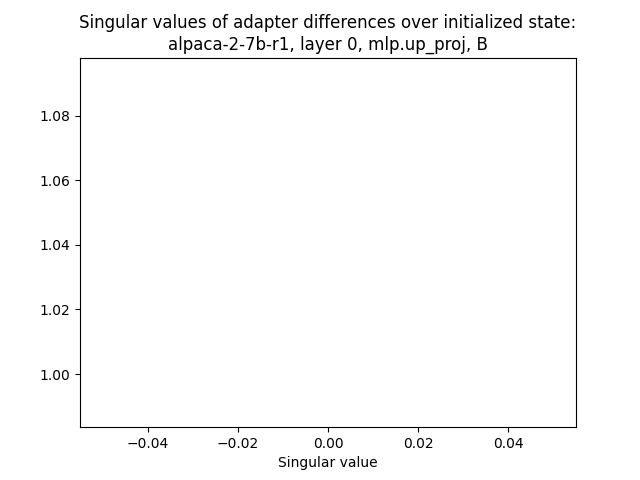 Singular values of adapter differences over initialized state:
alpaca-2-7b-r1, layer 0, mlp.up_proj, B
1.08
1.06
1.04
1.02
1.00
−0.04 −0.02 0.00 0.02 0.04
Singular value